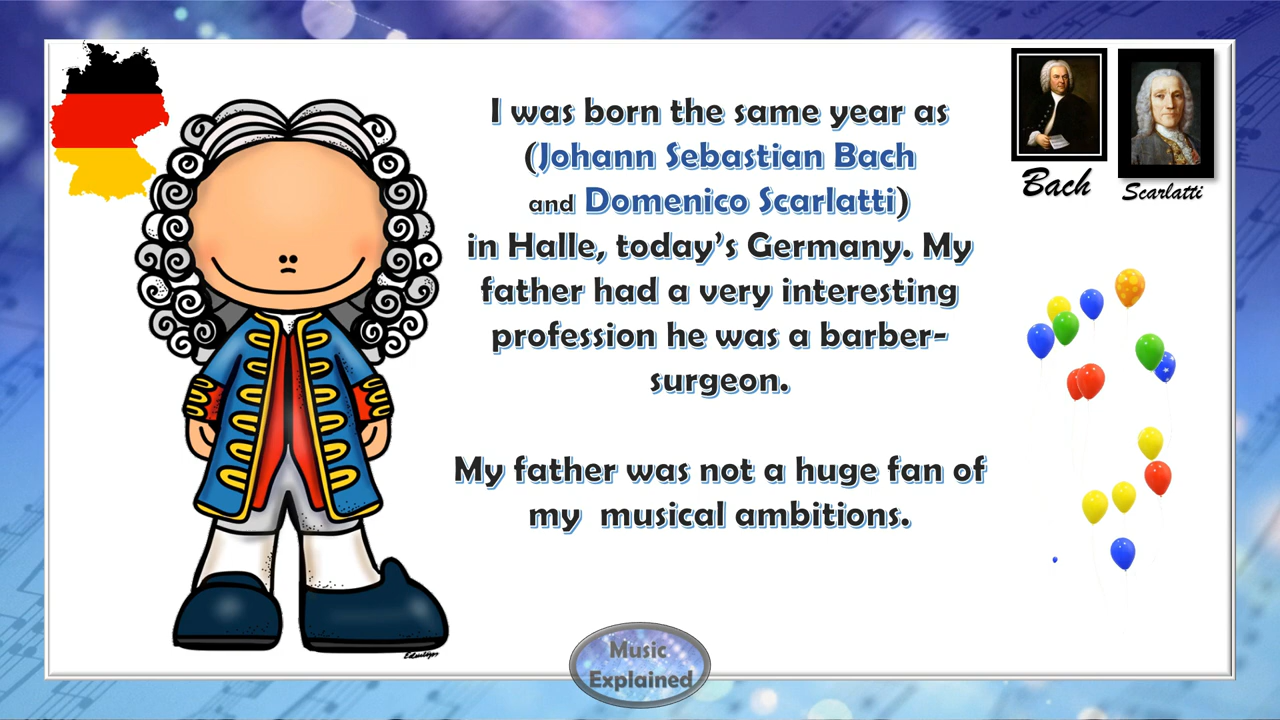 I was born the same year as
(Johann Sebastian Bach
and Domenico Scarlatti)
in Halle, today's Germany. My
father had a very interesting
profession he was a barber-
surgeon.
My father was not a huge fan of
my  musical ambitions.
Bach
Scarlatti
Music
Explained